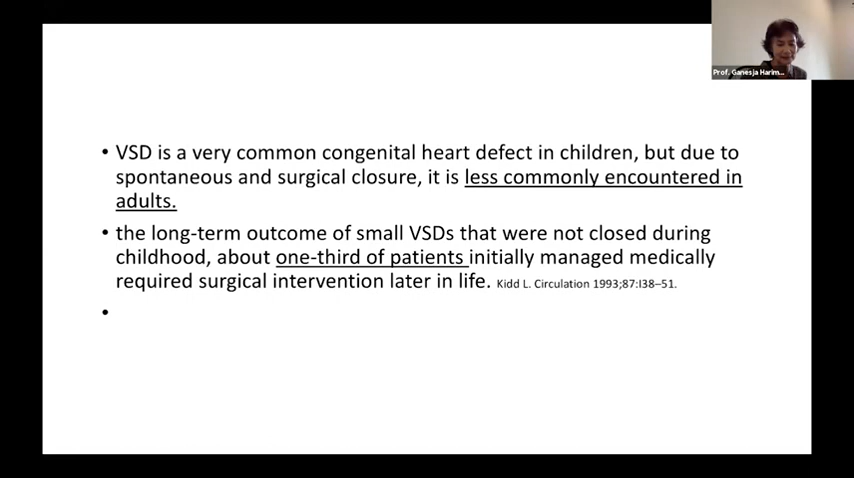 Prof. Ganesja Harim...
• VSD is a very common congenital heart defect in children, but due to
spontaneous and surgical closure, it is less commonly encountered in
adults.
• the long-term outcome of small VSDs that were not closed during
childhood, about one-third of patients initially managed medically
required surgical intervention later in life. Kidd L. Circulation 1993;87:I38–51.
•